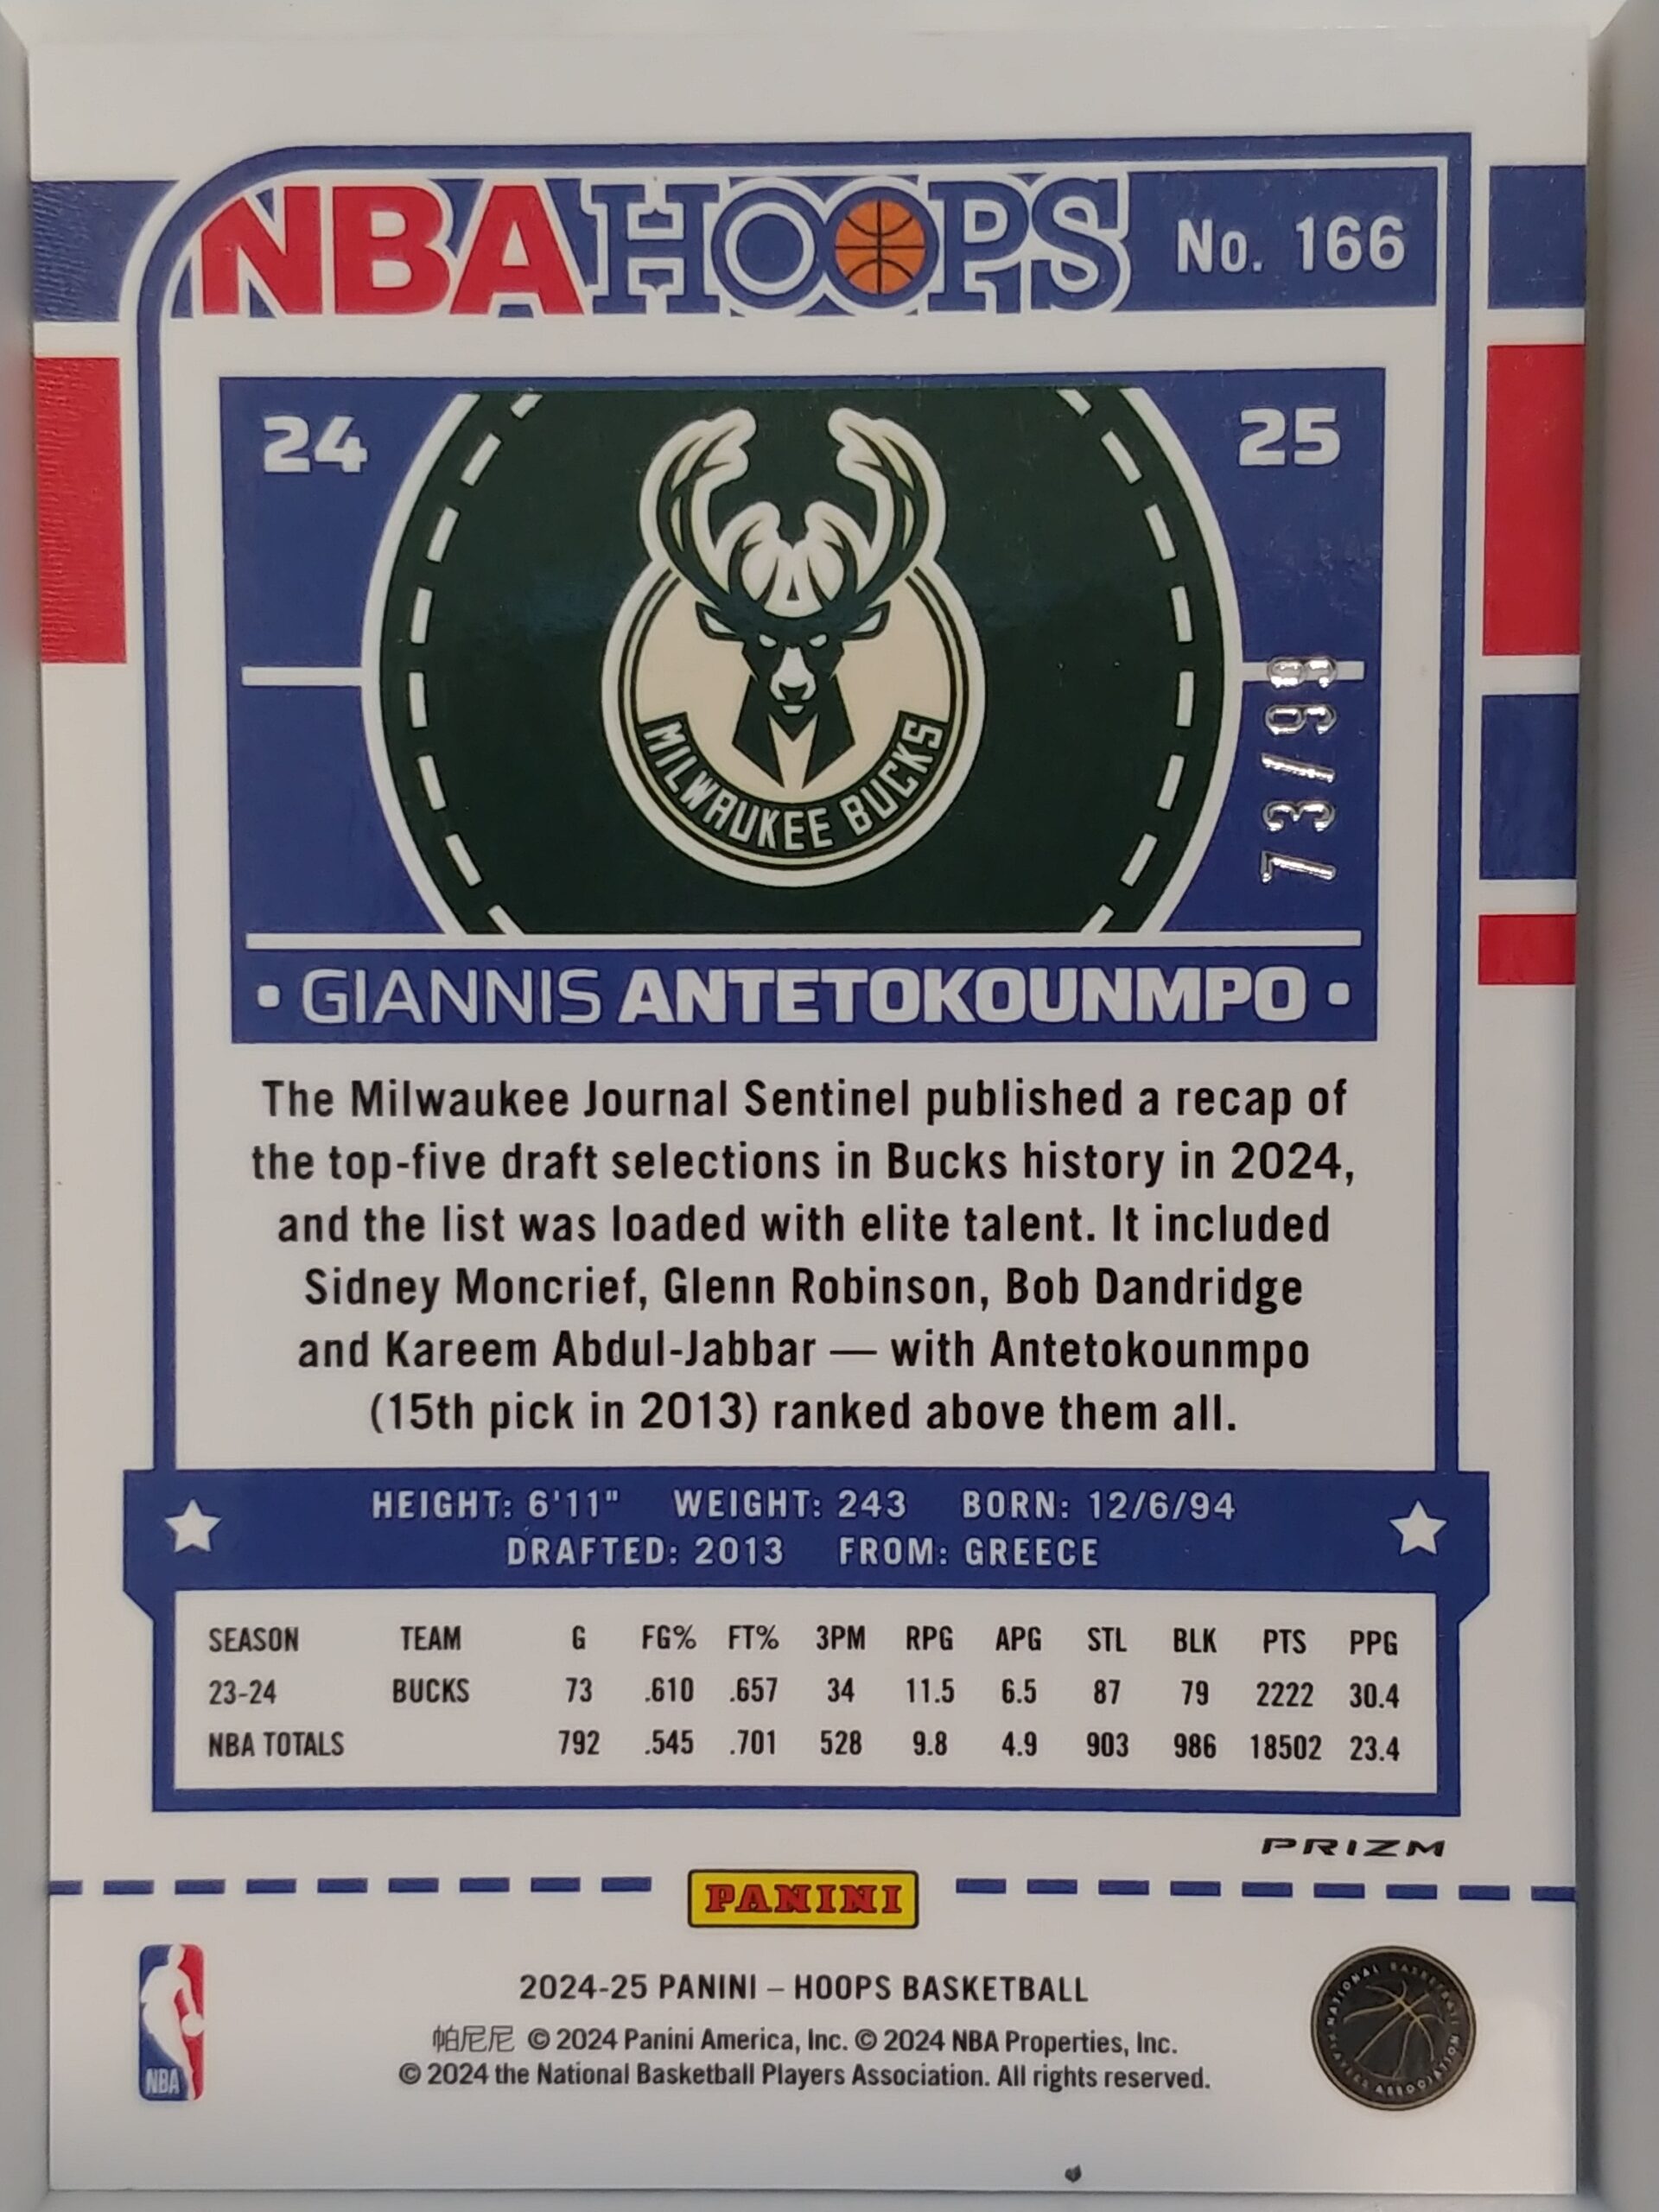 NBA HOOPS No. 166
24 25
MILWAUKEE BUCKS
73/99
• GIANNIS ANTETOKOUNMPO •
The Milwaukee Journal Sentinel published a recap of
the top-five draft selections in Bucks history in 2024,
and the list was loaded with elite talent. It included
Sidney Moncrief, Glenn Robinson, Bob Dandridge
and Kareem Abdul-Jabbar — with Antetokounmpo
(15th pick in 2013) ranked above them all.
HEIGHT: 6'11" WEIGHT: 243 BORN: 12/6/94
DRAFTED: 2013 FROM: GREECE
SEASON TEAM G FG% FT% 3PM RPG APG STL BLK PTS PPG
23-24 BUCKS 73 .610 .657 34 11.5 6.5 87 79 2222 30.4
NBA TOTALS 792 .545 .701 528 9.8 4.9 903 986 18502 23.4
PRIZM
PANINI
2024-25 PANINI – HOOPS BASKETBALL
帕尼尼 © 2024 Panini America, Inc. © 2024 NBA Properties, Inc.
© 2024 the National Basketball Players Association. All rights reserved.
NBA
NATIONAL BASKETBALL PLAYERS ASSOCIATION